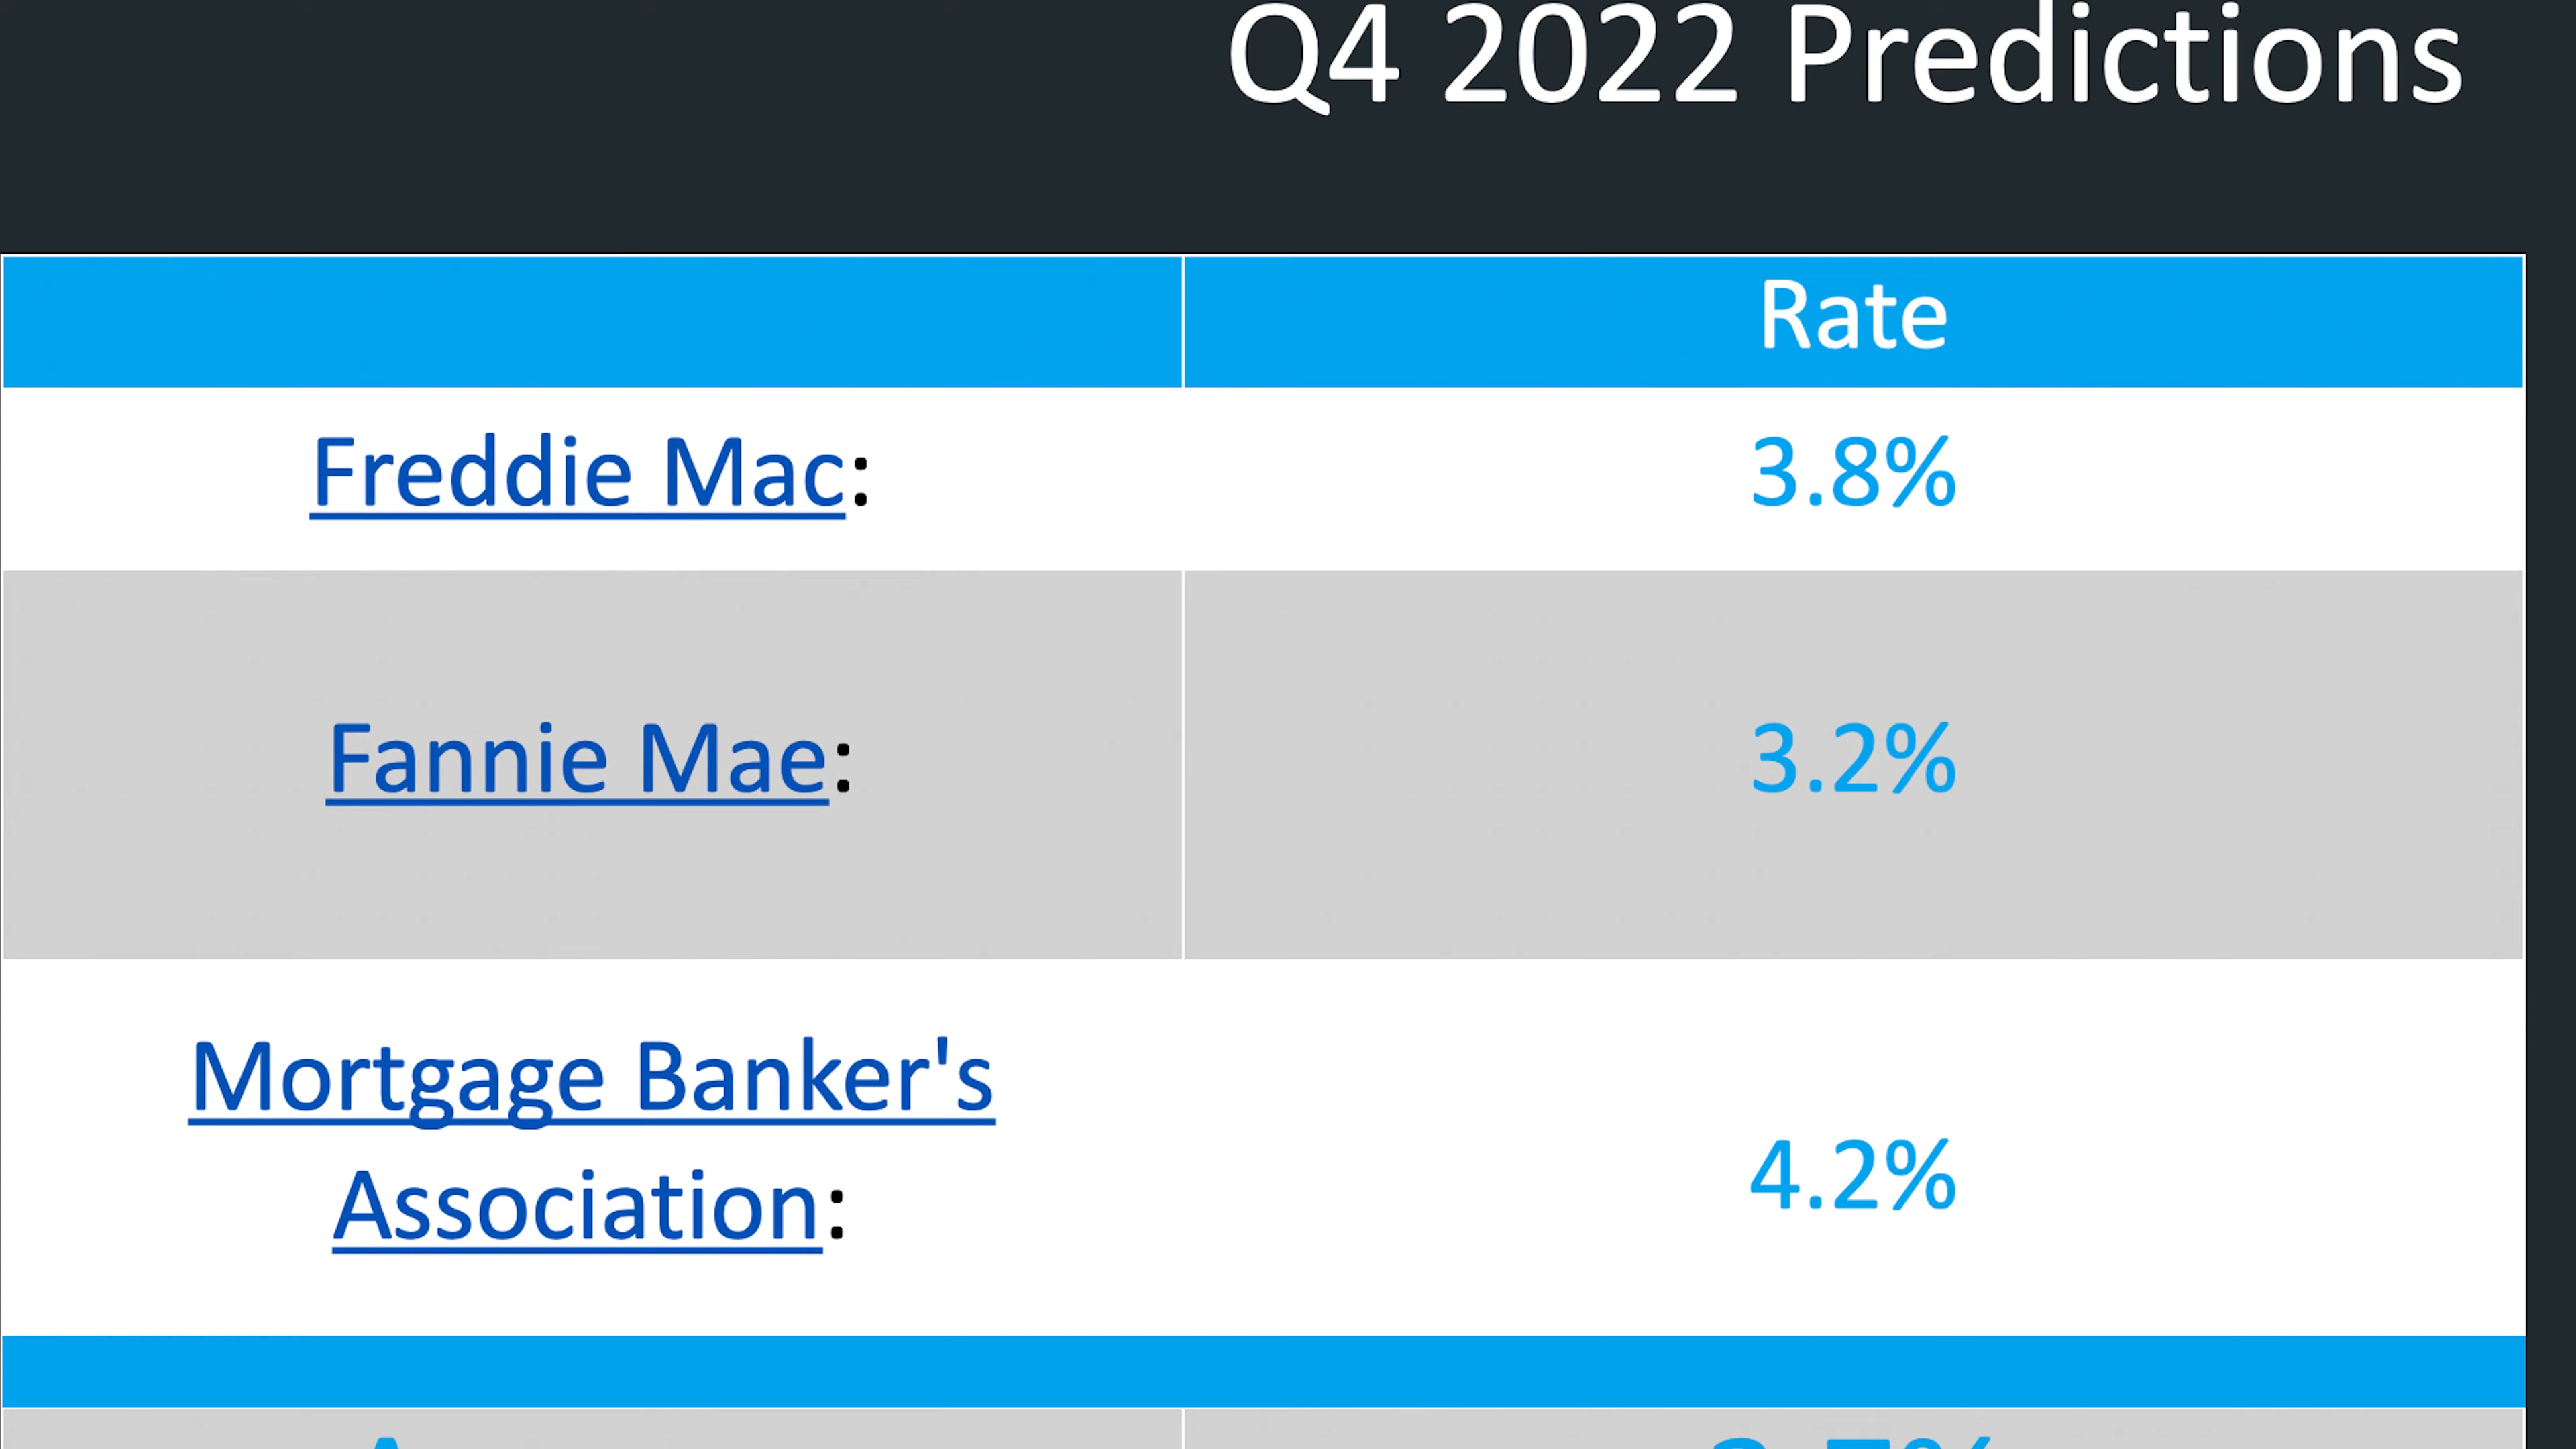 Q4 2022 Predictions
Rate
Freddie Mac: 3.8%
Fannie Mae: 3.2%
Mortgage Banker's
Association:
4.2%